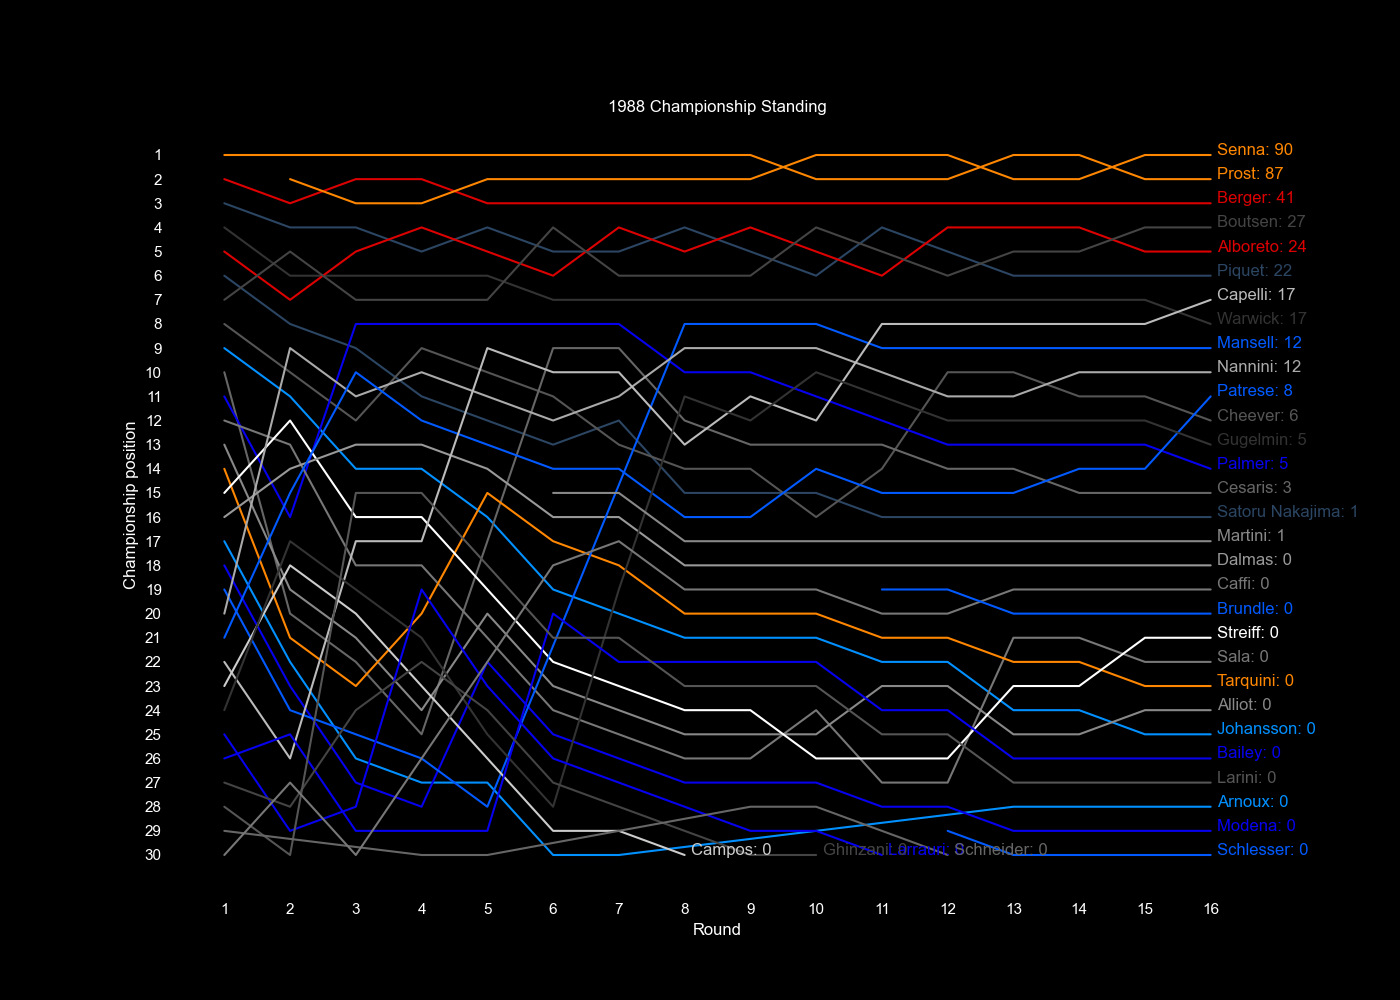 1988 Championship Standing
Championship position
1
2
3
4
5
6
7
8
9
10
11
12
13
14
15
16
17
18
19
20
21
22
23
24
25
26
27
28
29
30
Senna: 90
Prost: 87
Berger: 41
Boutsen: 27
Alboreto: 24
Piquet: 22
Capelli: 17
Warwick: 17
Mansell: 12
Nannini: 12
Patrese: 8
Cheever: 6
Gugelmin: 5
Palmer: 5
Cesaris: 3
Satoru Nakajima: 1
Martini: 1
Dalmas: 0
Caffi: 0
Brundle: 0
Streiff: 0
Sala: 0
Tarquini: 0
Alliot: 0
Johansson: 0
Bailey: 0
Larini: 0
Arnoux: 0
Modena: 0
Schlesser: 0
Campos: 0
Ghinzani:
Larrauri:
Schneider: 0
1 2 3 4 5 6 7 8 9 10 11 12 13 14 15 16
Round